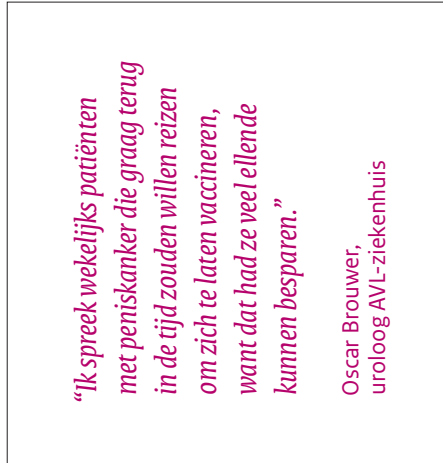 “Ik spreek wekelijks patiënten
met peniskanker die graag terug
in de tijd zouden willen reizen
om zich te laten vaccineren,
want dat had ze veel ellende
kunnen besparen.”
Oscar Brouwer,
uroloog AVL-ziekenhuis